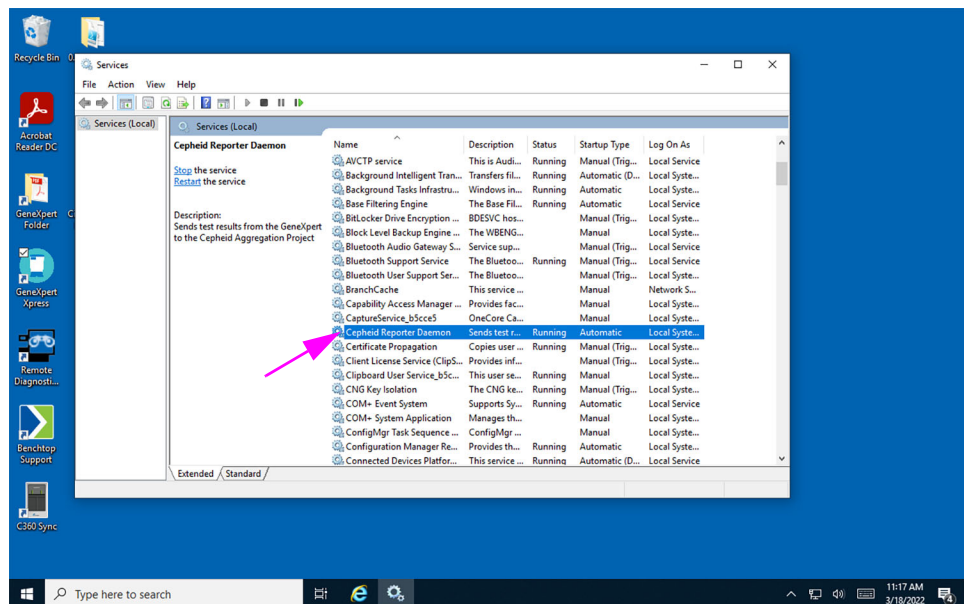 Recycle Bin
Acrobat
Reader DC
GeneXpert
Folder
GeneXpert
Xpress
Remote
Diagnosti...
Benchtop
Support
C360 Sync
Services
File Action View Help
Services (Local)
Services (Local)
Cepheid Reporter Daemon
Stop the service
Restart the service
Description:
Sends test results from the GeneXpert
to the Cepheid Aggregation Project
Name Description Status Startup Type Log On As
AVCTP service This is Audi... Running Manual (Trig... Local Service
Background Intelligent Tran... Transfers fil... Running Automatic (D... Local Syste...
Background Tasks Infrastru... Windows in... Running Automatic Local Syste...
Base Filtering Engine The Base Fil... Running Automatic Local Service
BitLocker Drive Encryption ... BDESVC hos... Manual (Trig... Local Syste...
Block Level Backup Engine ... The WBENG... Manual Local Syste...
Bluetooth Audio Gateway S... Service sup... Manual (Trig... Local Service
Bluetooth Support Service The Bluetoo... Running Manual (Trig... Local Service
Bluetooth User Support Ser... The Bluetoo... Manual (Trig... Local Syste...
BranchCache This service ... Manual Network S...
Capability Access Manager ... Provides fac... Manual Local Syste...
CaptureService_b5cce5 OneCore Ca... Manual Local Syste...
Cepheid Reporter Daemon Sends test r... Running Automatic Local Syste...
Certificate Propagation Copies user ... Running Manual (Trig... Local Syste...
Client License Service (ClipS... Provides inf... Manual (Trig... Local Syste...
Clipboard User Service_b5c... This user se... Running Manual Local Syste...
CNG Key Isolation The CNG ke... Running Manual (Trig... Local Syste...
COM+ Event System Supports Sy... Running Automatic Local Service
COM+ System Application Manages th... Manual Local Syste...
ConfigMgr Task Sequence ... ConfigMgr ... Manual Local Syste...
Configuration Manager Re... Provides th... Running Automatic Local Syste...
Connected Devices Platfor... This service ... Running Automatic (D... Local Service
Extended Standard
Type here to search
11:17 AM
3/18/2022
4